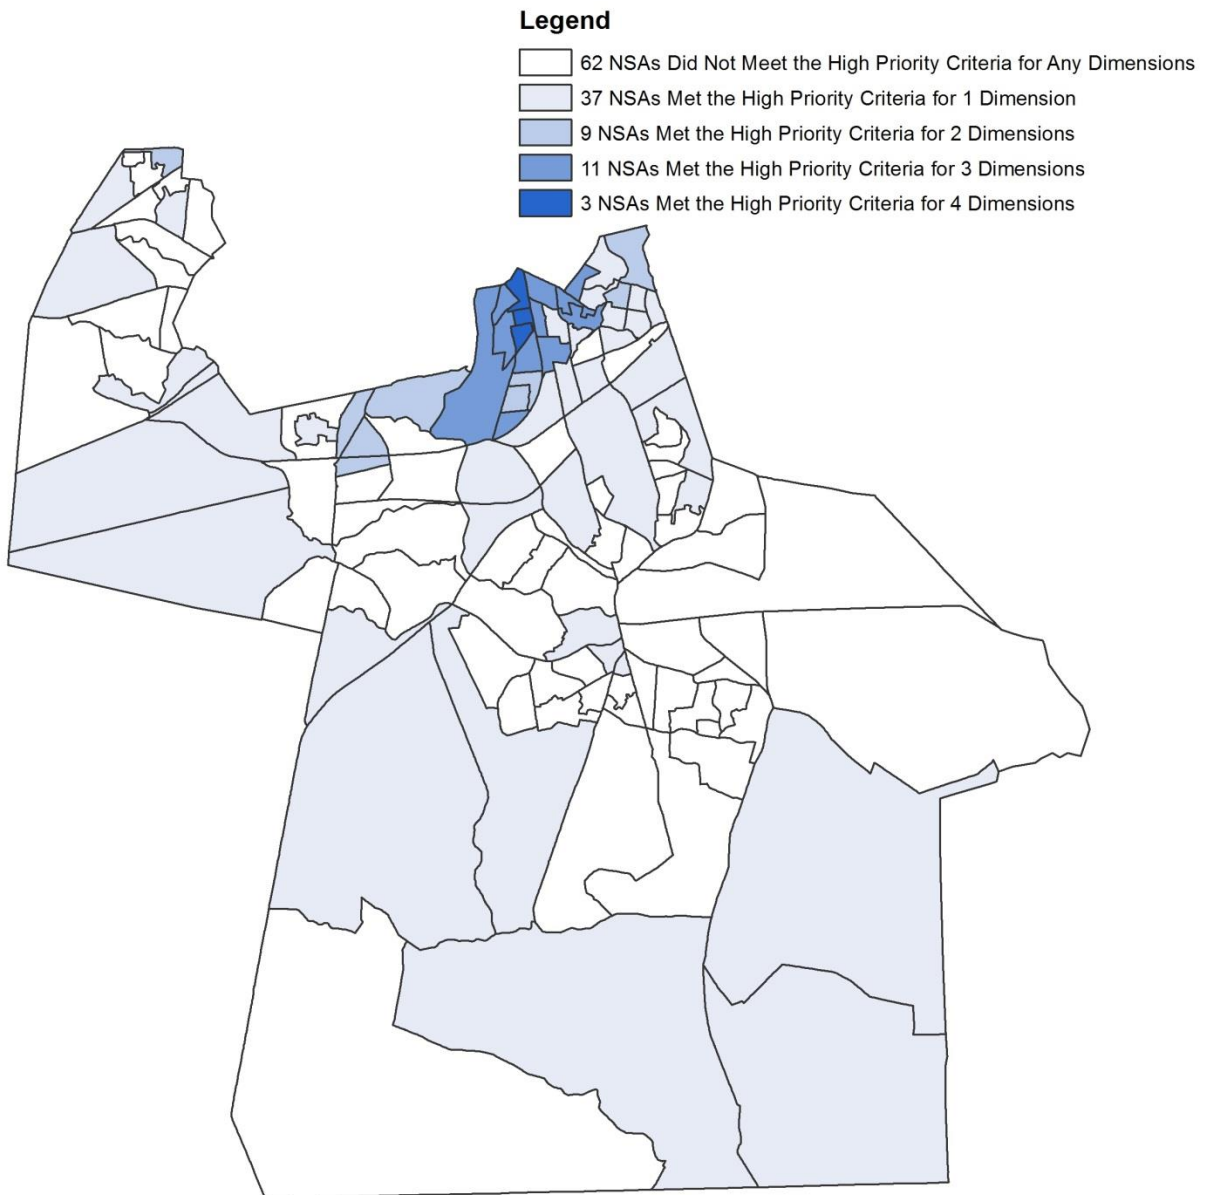 Legend
62 NSAs Did Not Meet the High Priority Criteria for Any Dimensions
37 NSAs Met the High Priority Criteria for 1 Dimension
9 NSAs Met the High Priority Criteria for 2 Dimensions
11 NSAs Met the High Priority Criteria for 3 Dimensions
3 NSAs Met the High Priority Criteria for 4 Dimensions